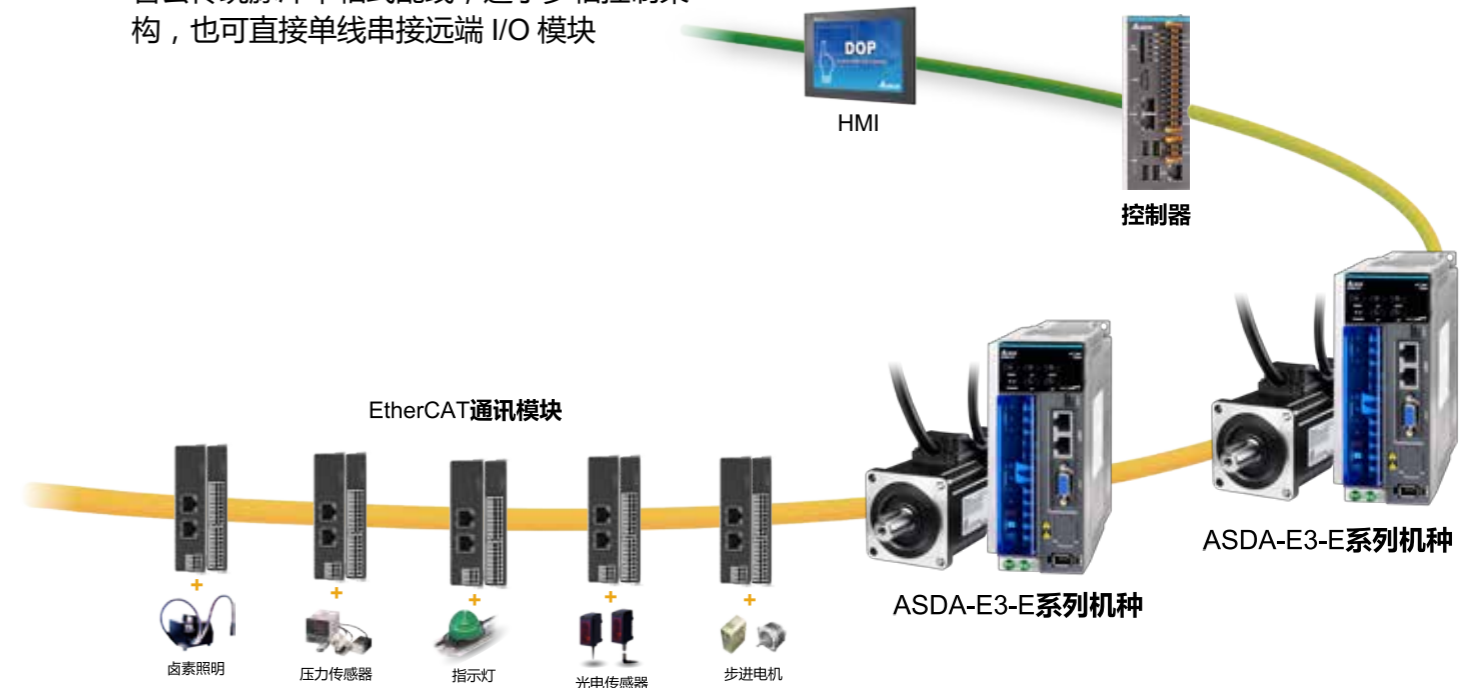 构，也可直接单线串接远端 I/O 模块
DOP
HMI
控制器
EtherCAT通讯模块
ASDA-E3-E系列机种
ASDA-E3-E系列机种
卤素照明
压力传感器
指示灯
光电传感器
步进电机